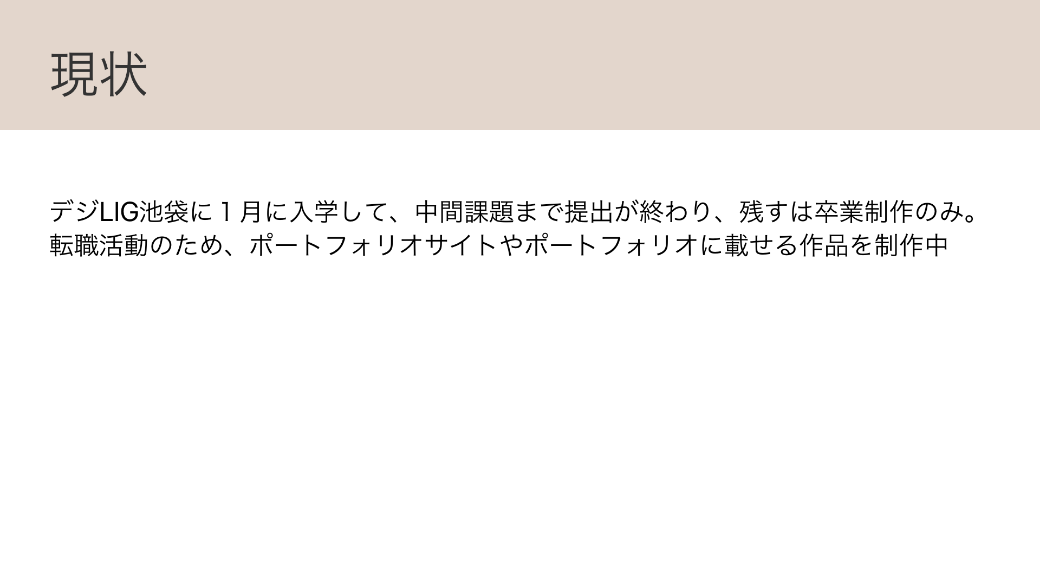 現状
デジLIG池袋に１月に入学して、中間課題まで提出が終わり、残すは卒業制作のみ。
転職活動のため、ポートフォリオサイトやポートフォリオに載せる作品を制作中